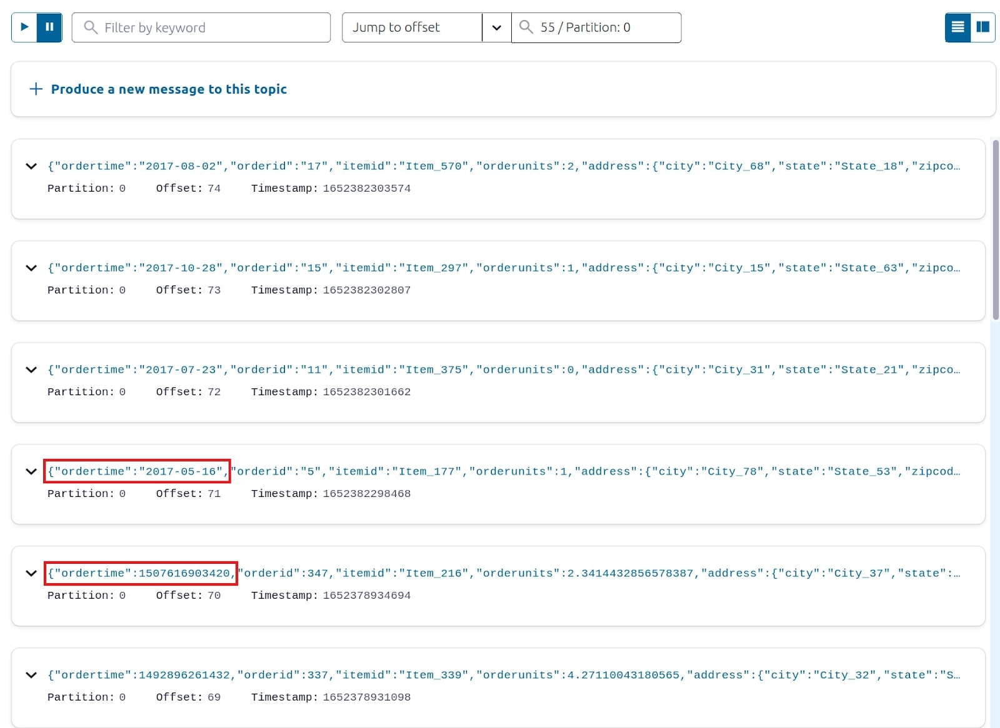 Filter by keyword
Jump to offset
55 / Partition: 0
Produce a new message to this topic
{"ordertime":"2017-08-02","orderid":"17","itemid":"Item_570","orderunits":2,"address":{"city":"City_68","state":"State_18","zipco…
Partition: 0 Offset: 74 Timestamp: 1652382303574
{"ordertime":"2017-10-28","orderid":"15","itemid":"Item_297","orderunits":1,"address":{"city":"City_15","state":"State_63","zipco…
Partition: 0 Offset: 73 Timestamp: 1652382302807
{"ordertime":"2017-07-23","orderid":"11","itemid":"Item_375","orderunits":0,"address":{"city":"City_31","state":"State_21","zipco…
Partition: 0 Offset: 72 Timestamp: 1652382301662
{"ordertime":"2017-05-16","orderid":"5","itemid":"Item_177","orderunits":1,"address":{"city":"City_78","state":"State_53","zipcod…
Partition: 0 Offset: 71 Timestamp: 1652382298468
{"ordertime":1507616903420,"orderid":347,"itemid":"Item_216","orderunits":2.3414432856578387,"address":{"city":"City_37","state":…
Partition: 0 Offset: 70 Timestamp: 1652378934694
{"ordertime":1492896261432,"orderid":337,"itemid":"Item_339","orderunits":4.27110043180565,"address":{"city":"City_32","state":"S…
Partition: 0 Offset: 69 Timestamp: 1652378931098